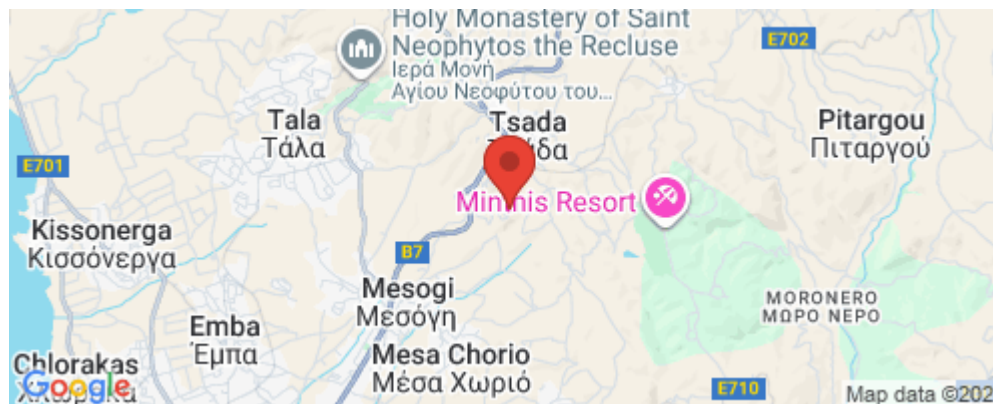 Holy Monastery of Saint
Neophytos the Recluse
Ιερά Μονή
Αγίου Νεοφύτου του...
E702
Tala
Τάλα
Tsada
Pitargou
Πιταργού
E701
Resort
Kissonerga
Κισσόνεργα
B7
Mesogi
Μεσόγη
MORONERO
ΜΩΡΟ ΝΕΡΟ
Emba
Έμπα
Mesa Chorio
Μέσα Χωριό
Chlorakas
Google
E710
Map data ©202